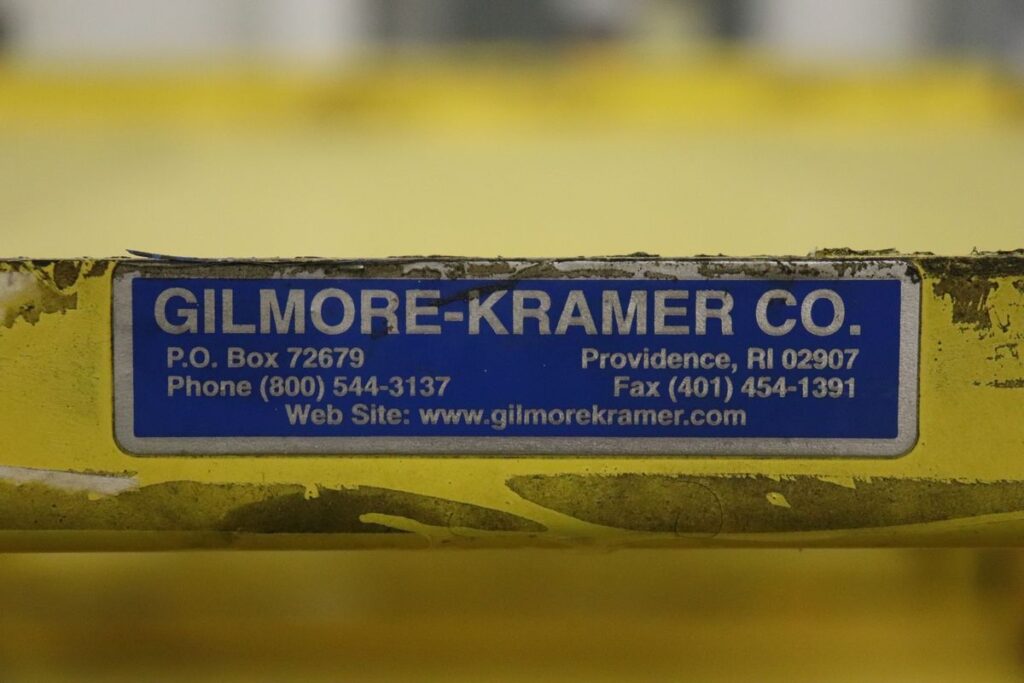 GILMORE-KRAMER CO.
P.O. Box 72679 Providence, RI 02907
Phone (800) 544-3137 Fax (401) 454-1391
Web Site: www.gilmorekramer.com